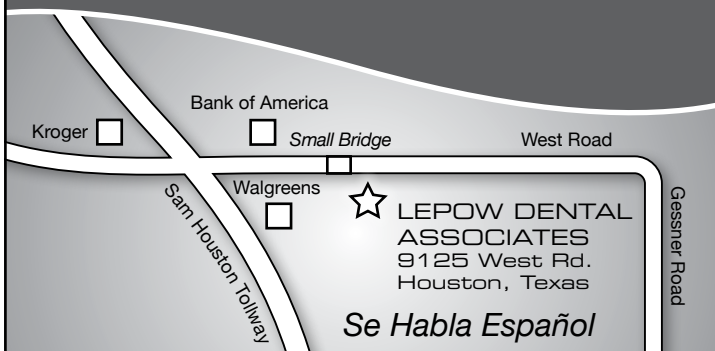 Bank of America
Kroger
Small Bridge
West Road
Walgreens
Sam Houston Tollway
Gessner Road
LEPOW DENTAL
ASSOCIATES
9125 West Rd.
Houston, Texas
Se Habla Español